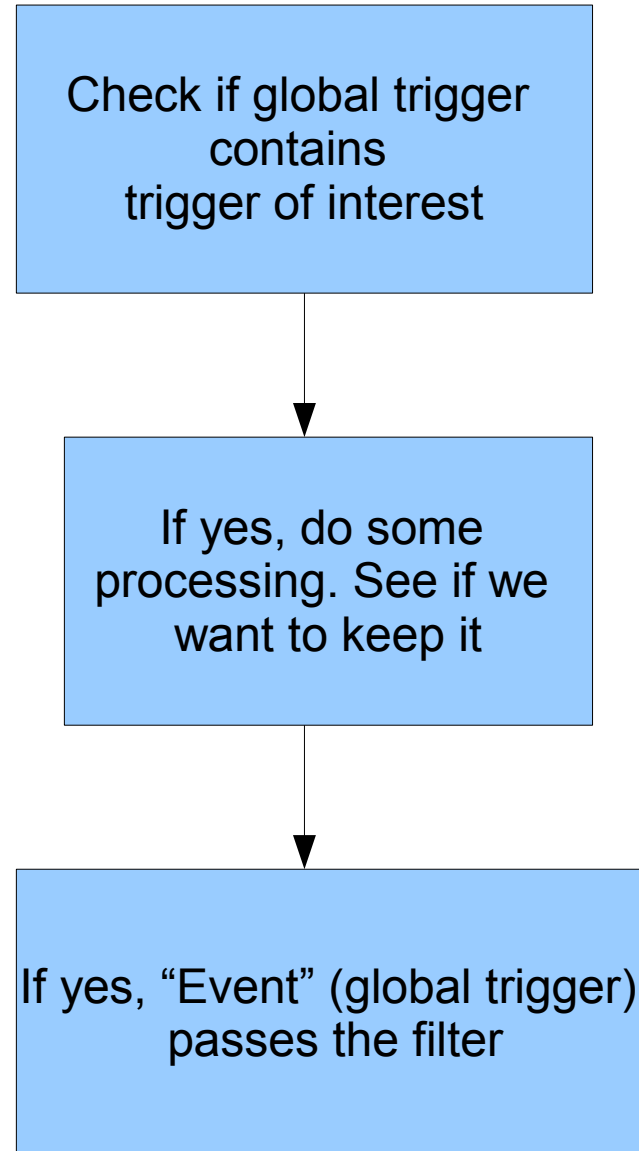 Check if global trigger
contains
trigger of interest
If yes, do some
processing. See if we
want to keep it
If yes, “Event” (global trigger)
passes the filter